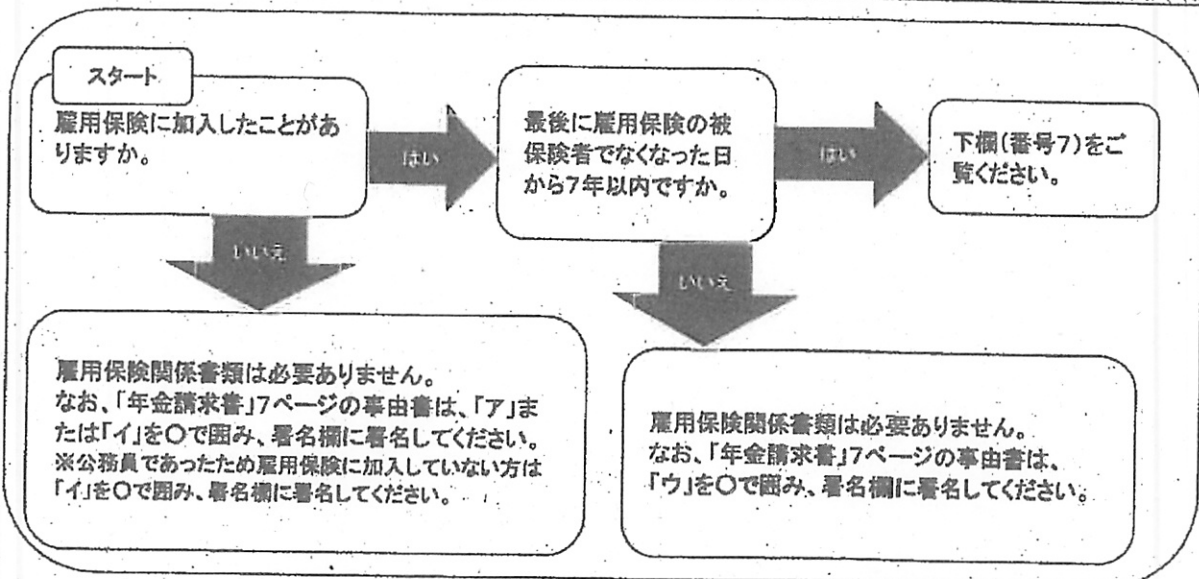 スタート
雇用保険に加入したことがあ
りますか。
はい
最後に雇用保険の被
保険者でなくなった日
から7年以内ですか。
はい
下欄(番号7)をご
覧ください。
いいえ
いいえ
雇用保険関係書類は必要ありません。
なお、「年金請求書」7ページの事由書は、「ア」ま
たは「イ」を○で囲み、署名欄に署名してください。
※公務員であったため雇用保険に加入していない方は
「イ」を○で囲み、署名欄に署名してください。
雇用保険関係書類は必要ありません。
なお、「年金請求書」7ページの事由書は、
「ウ」を○で囲み、署名欄に署名してください。